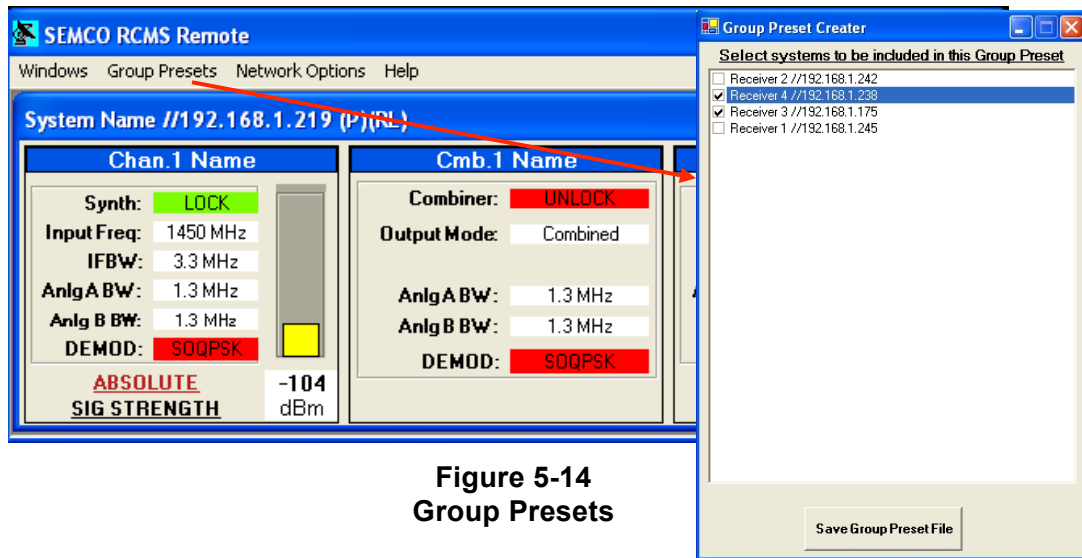 SEMCO RCMS Remote
Windows Group Presets Network Options Help
System Name //192.168.1.219 (P)(RL)
Chan.1 Name
Synth: LOCK
Input Freq: 1450 MHz
IFBW: 3.3 MHz
Anlg A BW: 1.3 MHz
Anlg B BW: 1.3 MHz
DEMOD: SOQPSK
ABSOLUTE
SIG STRENGTH
-104
dBm
Cmb.1 Name
Combiner: UNLOCK
Output Mode: Combined
Anlg A BW: 1.3 MHz
Anlg B BW: 1.3 MHz
DEMOD: SOQPSK
Group Preset Creater
Select systems to be included in this Group Preset
Receiver 2 //192.168.1.242
Receiver 4 //192.168.1.238
Receiver 3 //192.168.1.175
Receiver 1 //192.168.1.245
Save Group Preset File
Figure 5-14
Group Presets